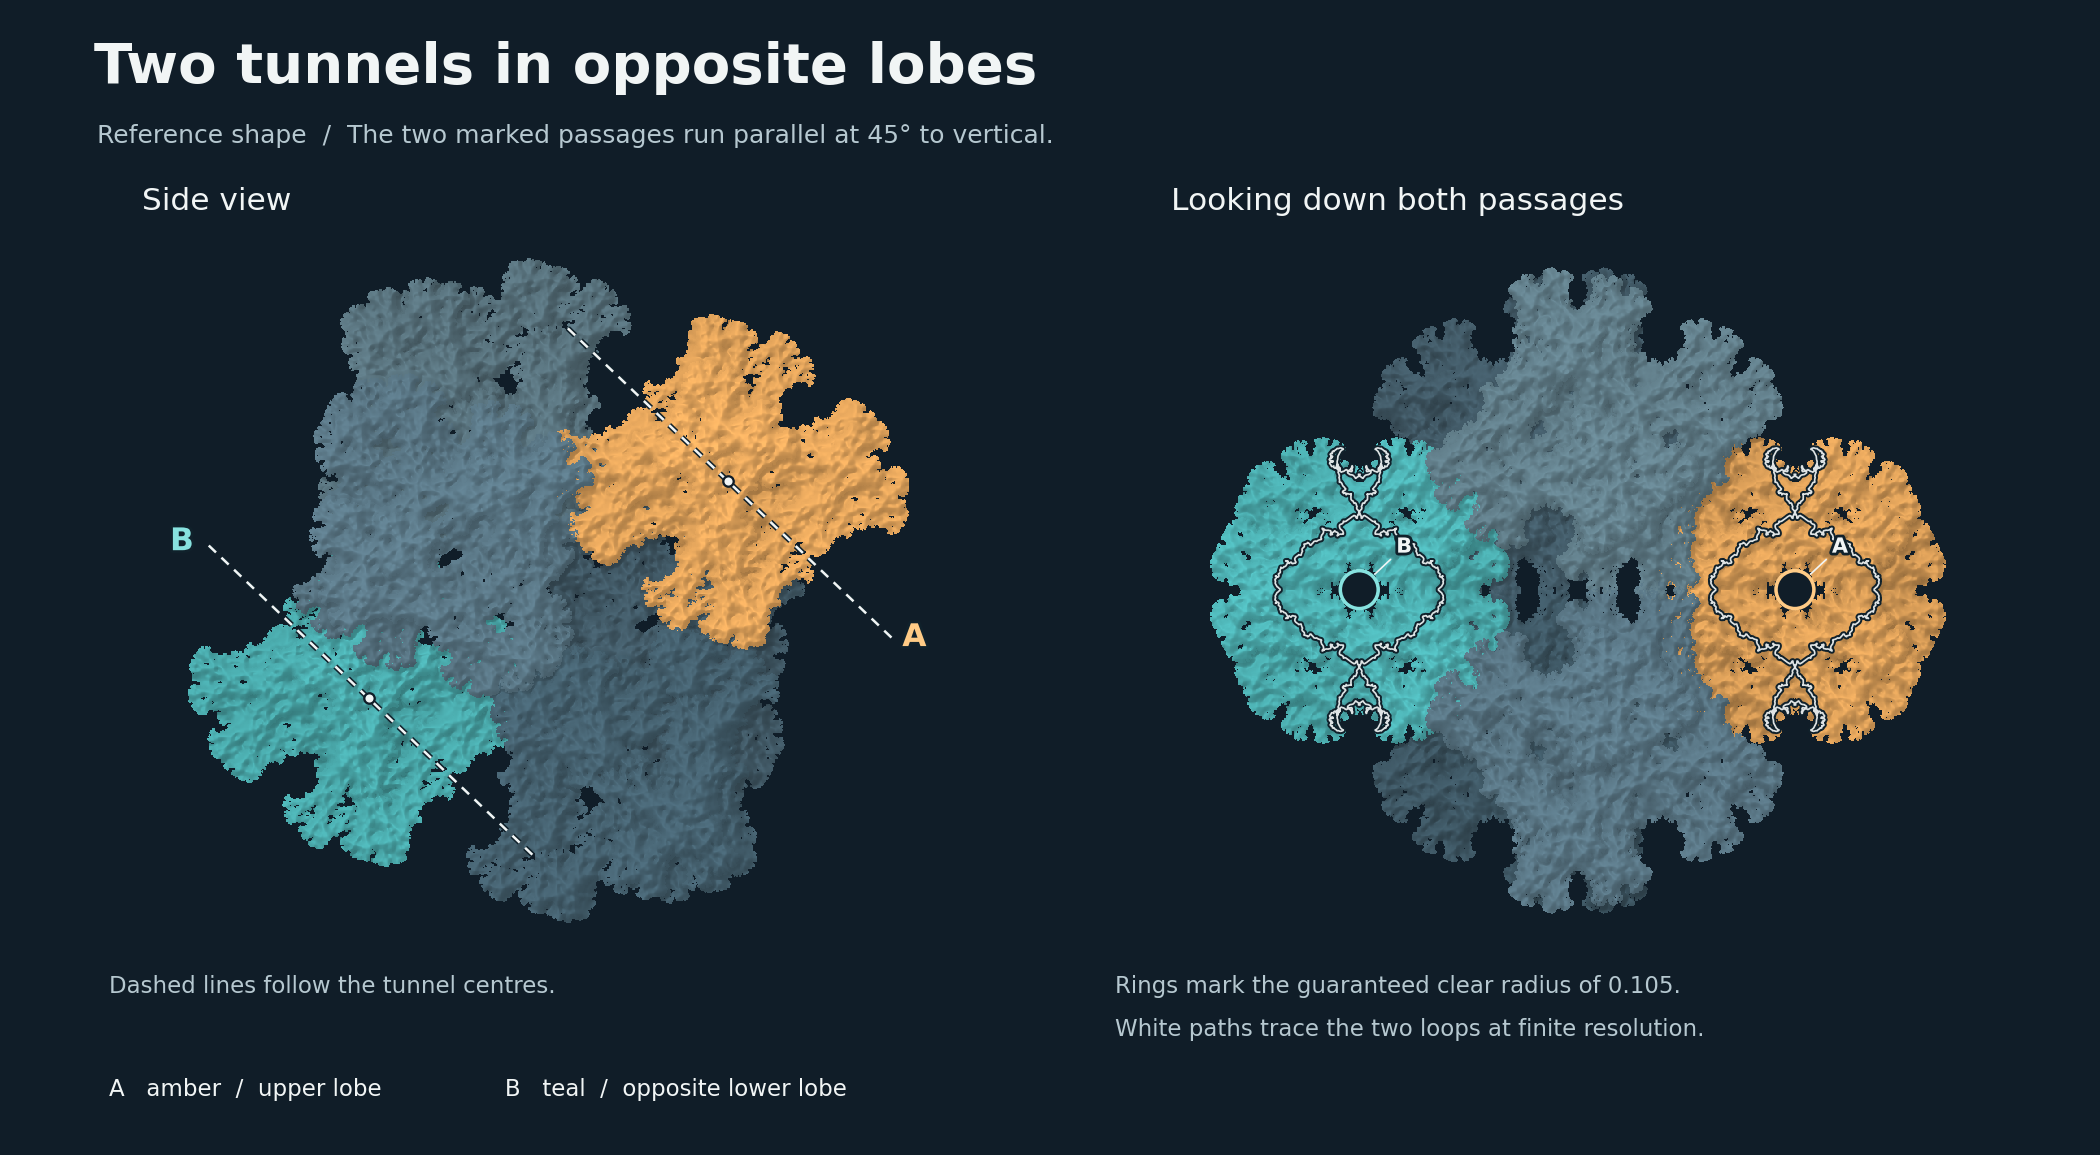 Two tunnels in opposite lobes
Reference shape / The two marked passages run parallel at 45° to vertical.
Side view
Looking down both passages
B
A
B
A
Dashed lines follow the tunnel centres.
Rings mark the guaranteed clear radius of 0.105.
White paths trace the two loops at finite resolution.
A amber / upper lobe
B teal / opposite lower lobe